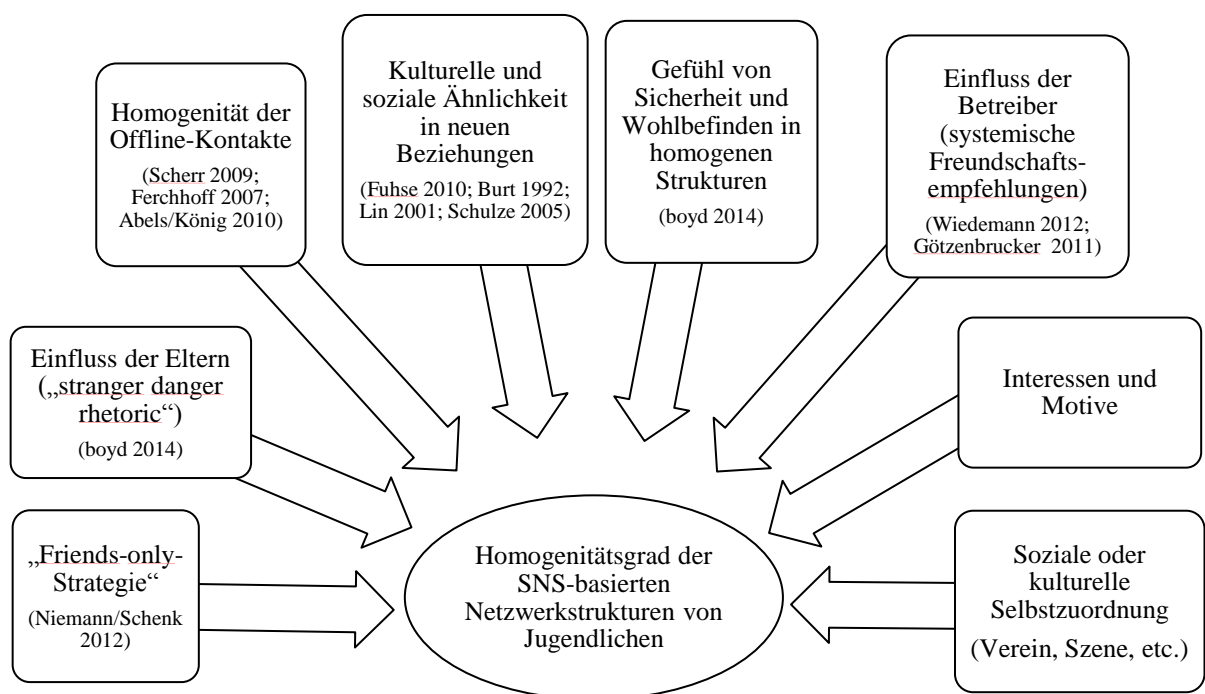 Homogenität der
Offline-Kontakte
(Scherr 2009;
Ferchhoff 2007;
Abels/König 2010)
Kulturelle und
soziale Ähnlichkeit
in neuen
Beziehungen
(Fuhse 2010; Burt 1992;
Lin 2001; Schulze 2005)
Gefühl von
Sicherheit und
Wohlbefinden in
homogenen
Strukturen
(boyd 2014)
Einfluss der
Betreiber
(systemische
Freundschafts-
empfehlungen)
(Wiedemann 2012;
Götzenbrucker 2011)
Einfluss der Eltern
(„stranger danger
rhetoric“)
(boyd 2014)
Interessen und
Motive
„Friends-only-
Strategie“
(Niemann/Schenk
2012)
Homogenitätsgrad der
SNS-basierten
Netzwerkstrukturen von
Jugendlichen
Soziale oder
kulturelle
Selbstzuordnung
(Verein, Szene, etc.)